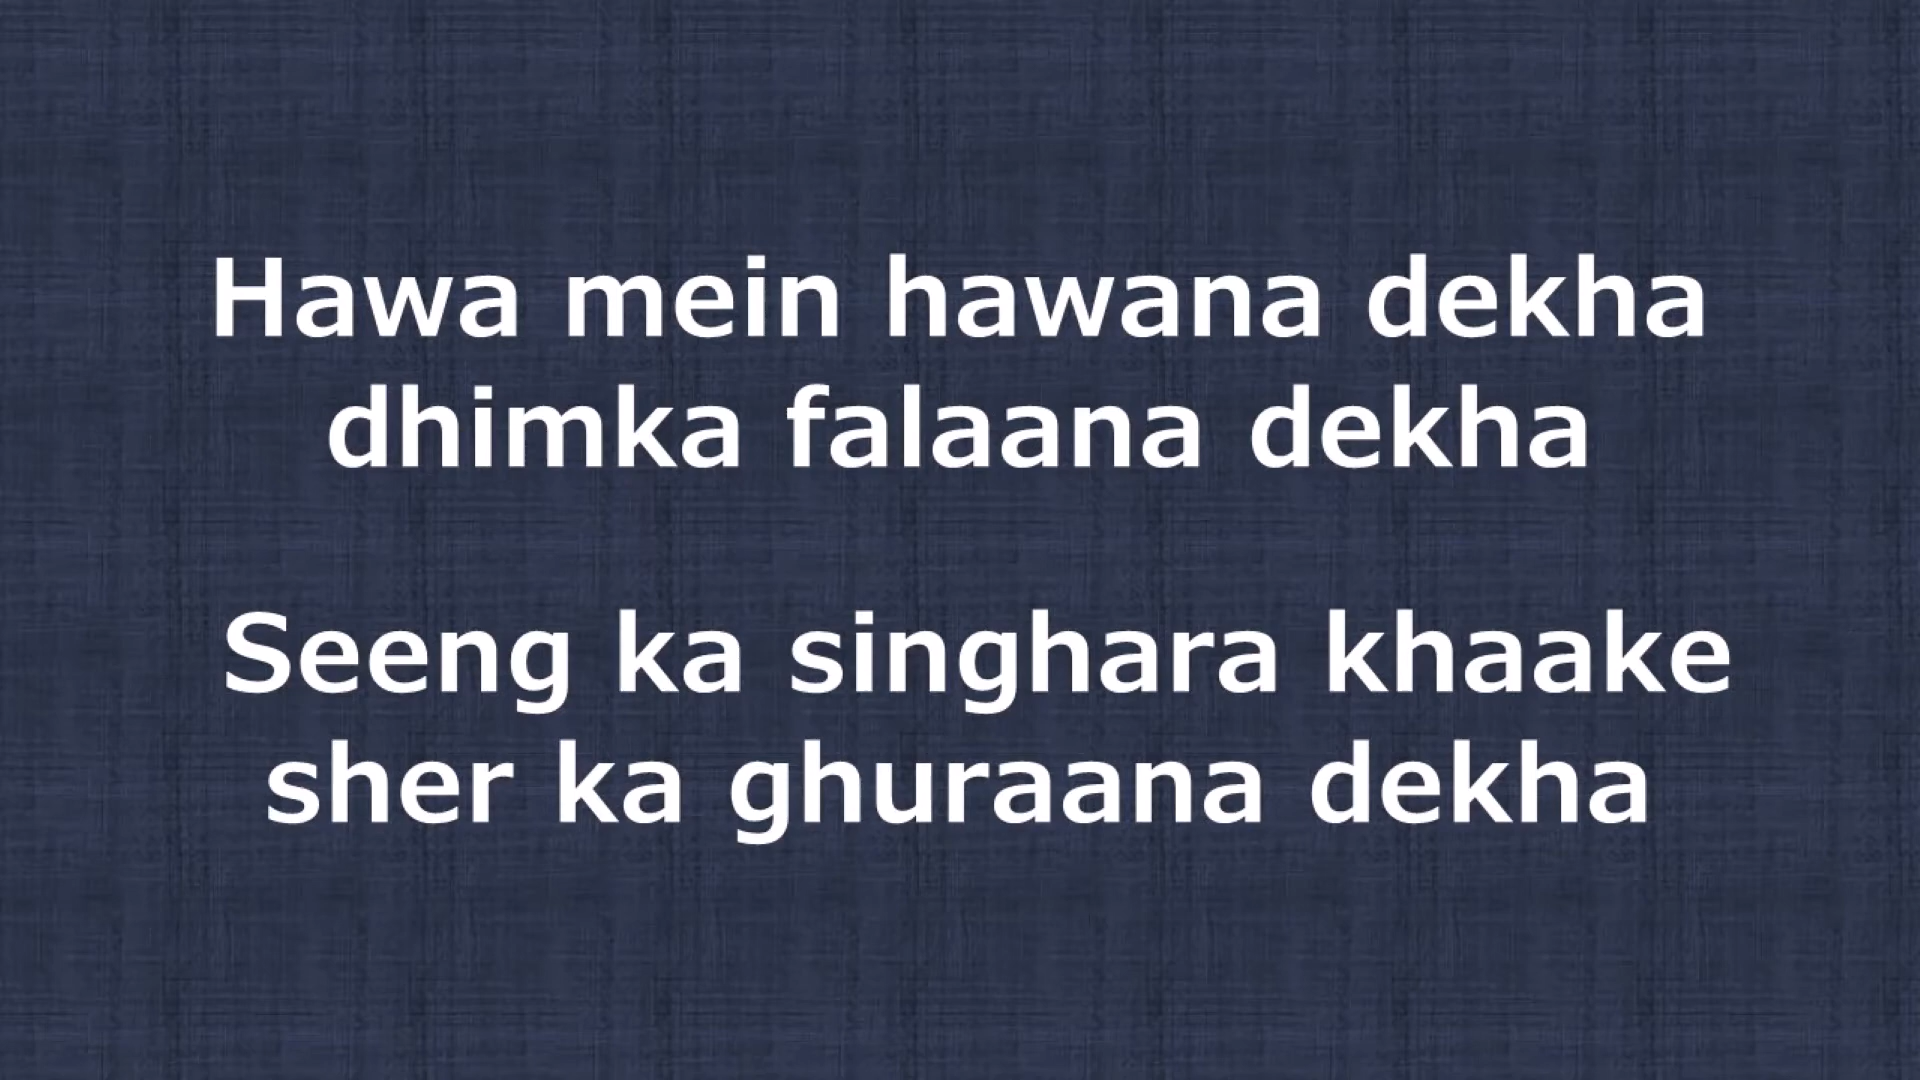 Hawa mein hawana dekha
dhimka falaana dekha
Seeng ka singhara khaake
sher ka ghuraana dekha